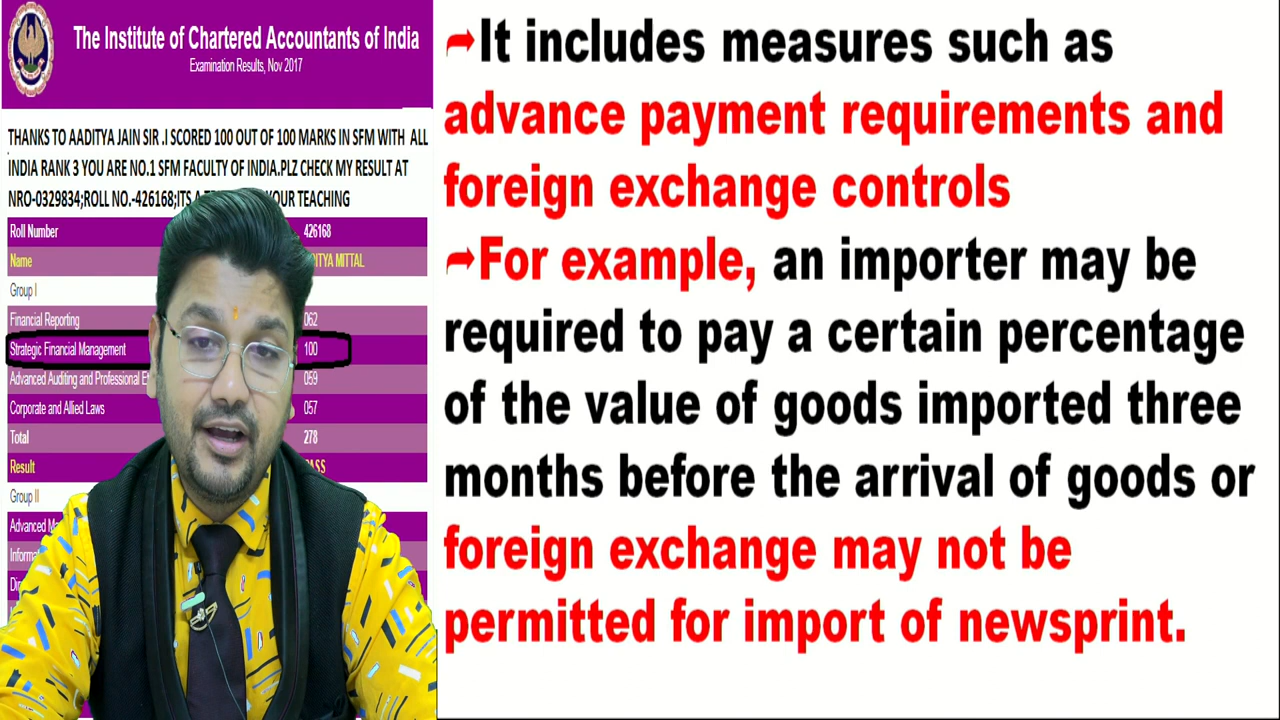 The Institute of Chartered Accountants of India
Examination Results, Nov 2017
THANKS TO AADITYA JAIN SIR .I SCORED 100 OUT OF 100 MARKS IN SFM WITH ALL
INDIA RANK 3 YOU ARE NO.1 SFM FACULTY OF INDIA.PLZ CHECK MY RESULT AT
NRO-0329834;ROLL NO.-426168;ITS A YOUR TEACHING
Roll Number 426168
Name MITTAL
Group I
Financial Reporting 062
Strategic Financial Management 100
Advanced Auditing and Professional 059
Corporate and Allied Laws 057
Total 278
Result
Group II
Advanced
➦It includes measures such as
advance payment requirements and
foreign exchange controls
➦For example, an importer may be
required to pay a certain percentage
of the value of goods imported three
months before the arrival of goods or
foreign exchange may not be
permitted for import of newsprint.